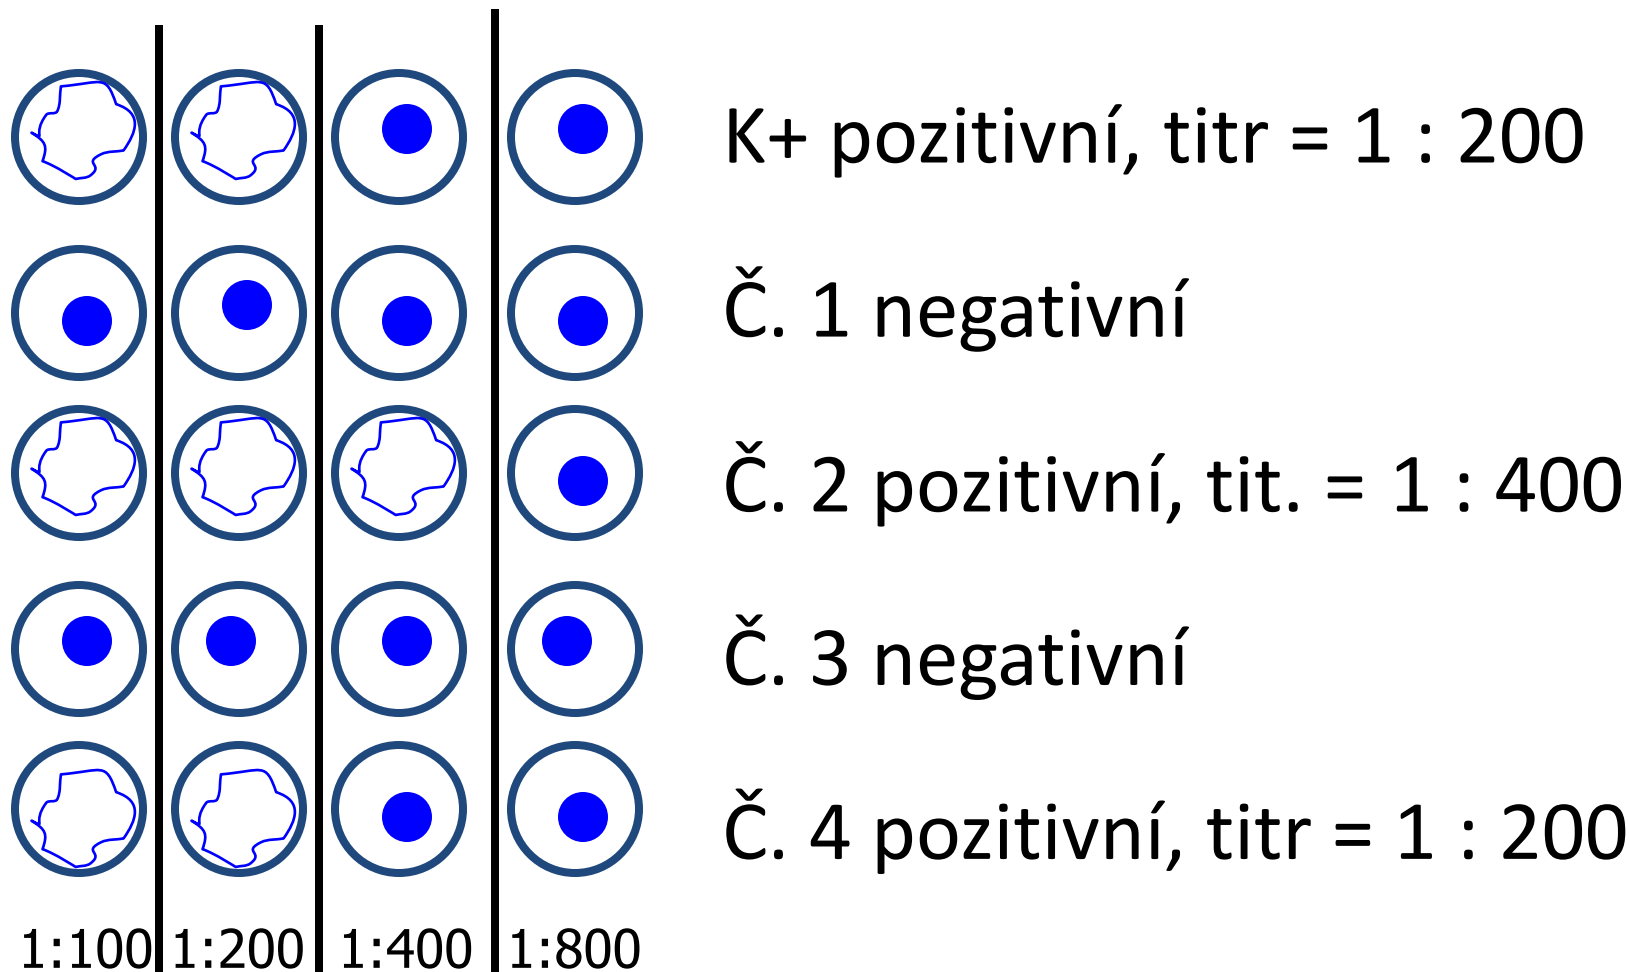 K+ pozitivní, titr = 1 : 200
Č. 1 negativní
Č. 2 pozitivní, tit. = 1 : 400
Č. 3 negativní
Č. 4 pozitivní, titr = 1 : 200
1:100 1:200 1:400 1:800